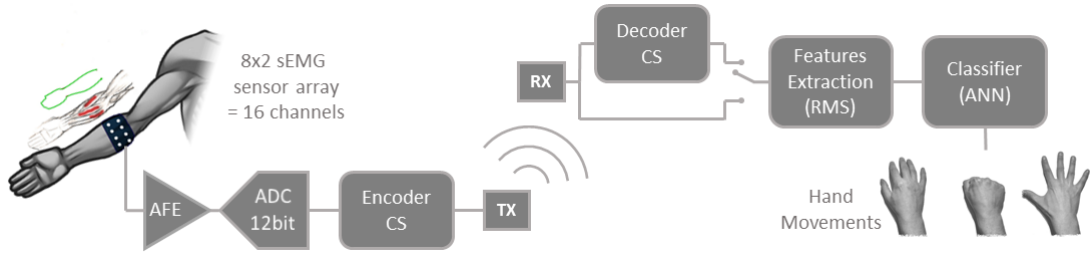 8x2 sEMG
sensor array
= 16 channels
AFE
ADC
12bit
Encoder
CS
TX
RX
Decoder
CS
Features
Extraction
(RMS)
Classifier
(ANN)
Hand
Movements